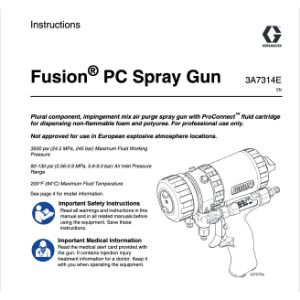 Instructions
GRACO
Fusion® PC Spray Gun
3A7314E
EN
Plural component, impingement mix air purge spray gun with ProConnect™ fluid cartridge
for dispensing non-flammable foam and polyurea. For professional use only.
Not approved for use in European explosive atmosphere locations.
3500 psi (24.5 MPa, 245 bar) Maximum Fluid Working
Pressure
80-130 psi (0.56-0.9 MPa, 5.6-9.0 bar) Air Inlet Pressure
Range
200°F (94°C) Maximum Fluid Temperature
See page 4 for model information.
Important Safety Instructions
Read all warnings and instructions in this
manual and in all related manuals before
using the equipment. Save these
instructions.
Important Medical Information
Read the medical alert card provided with
the gun. It contains injection injury
treatment information for a doctor. Keep it
with you when operating the equipment.